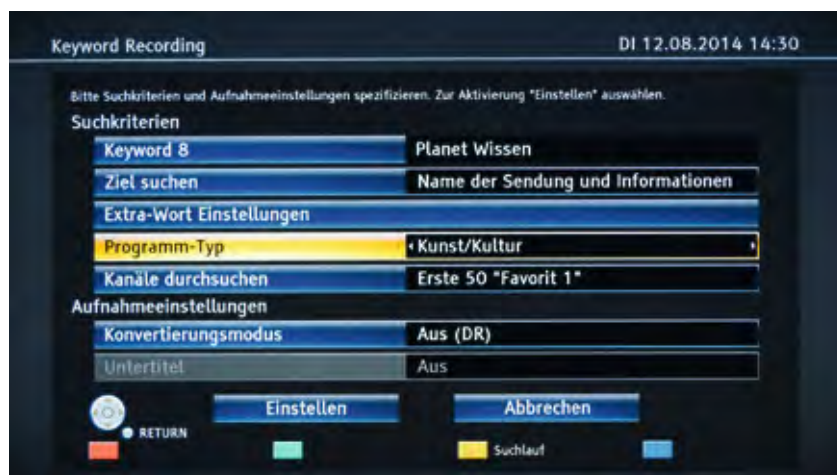 Keyword Recording DI 12.08.2014 14:30
Bitte Suchkriterien und Aufnahmeeinstellungen spezifizieren. Zur Aktivierung "Einstellen" auswählen.
Suchkriterien
Keyword 8 Planet Wissen
Ziel suchen Name der Sendung und Informationen
Extra-Wort Einstellungen
Programm-Typ Kunst/Kultur
Kanäle durchsuchen Erste 50 "Favorit 1"
Aufnahmeeinstellungen
Konvertierungsmodus Aus (DR)
Untertitel Aus
Einstellen Abbrechen
RETURN
Suchlauf